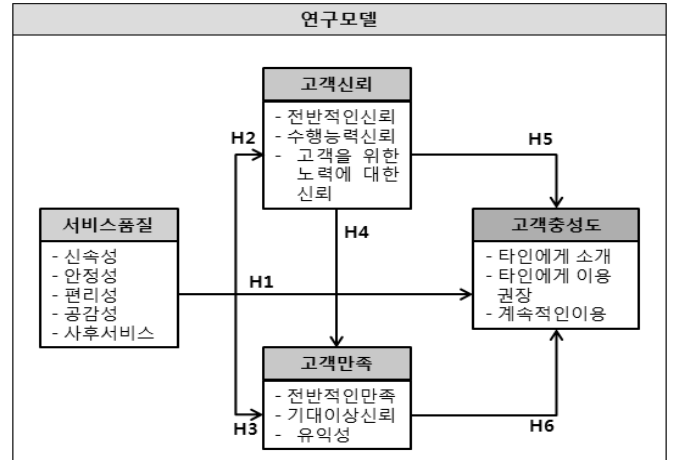 연구모델
고객신뢰
- 전반적인신뢰
- 수행능력신뢰
- 고객을 위한
노력에 대한
신뢰
H2
H5
서비스품질
- 신속성
- 안정성
- 편리성
- 공감성
- 사후서비스
H4
H1
고객충성도
- 타인에게 소개
- 타인에게 이용
권장
- 계속적인이용
고객만족
- 전반적인만족
- 기대이상신뢰
- 유익성
H3
H6